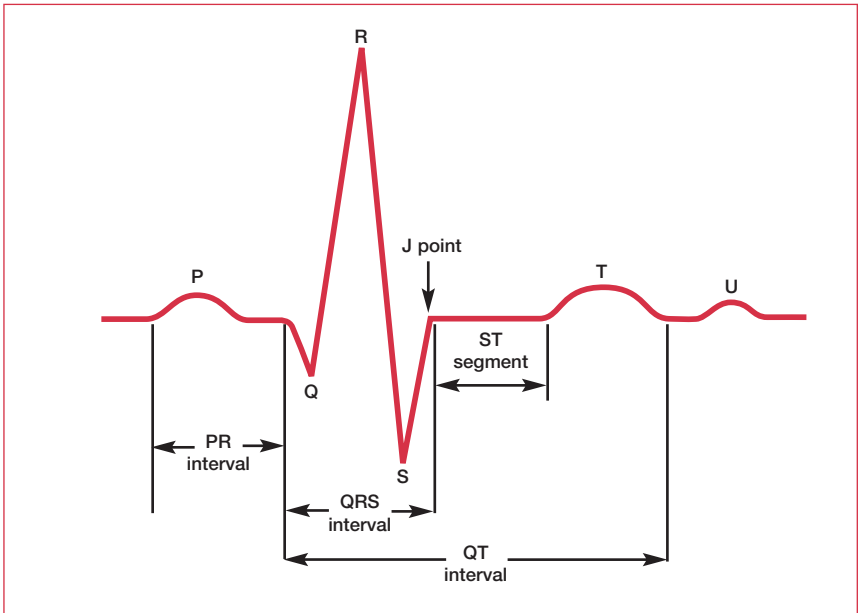 R
J point
P
T
U
ST
segment
Q
PR
interval
S
QRS
interval
QT
interval